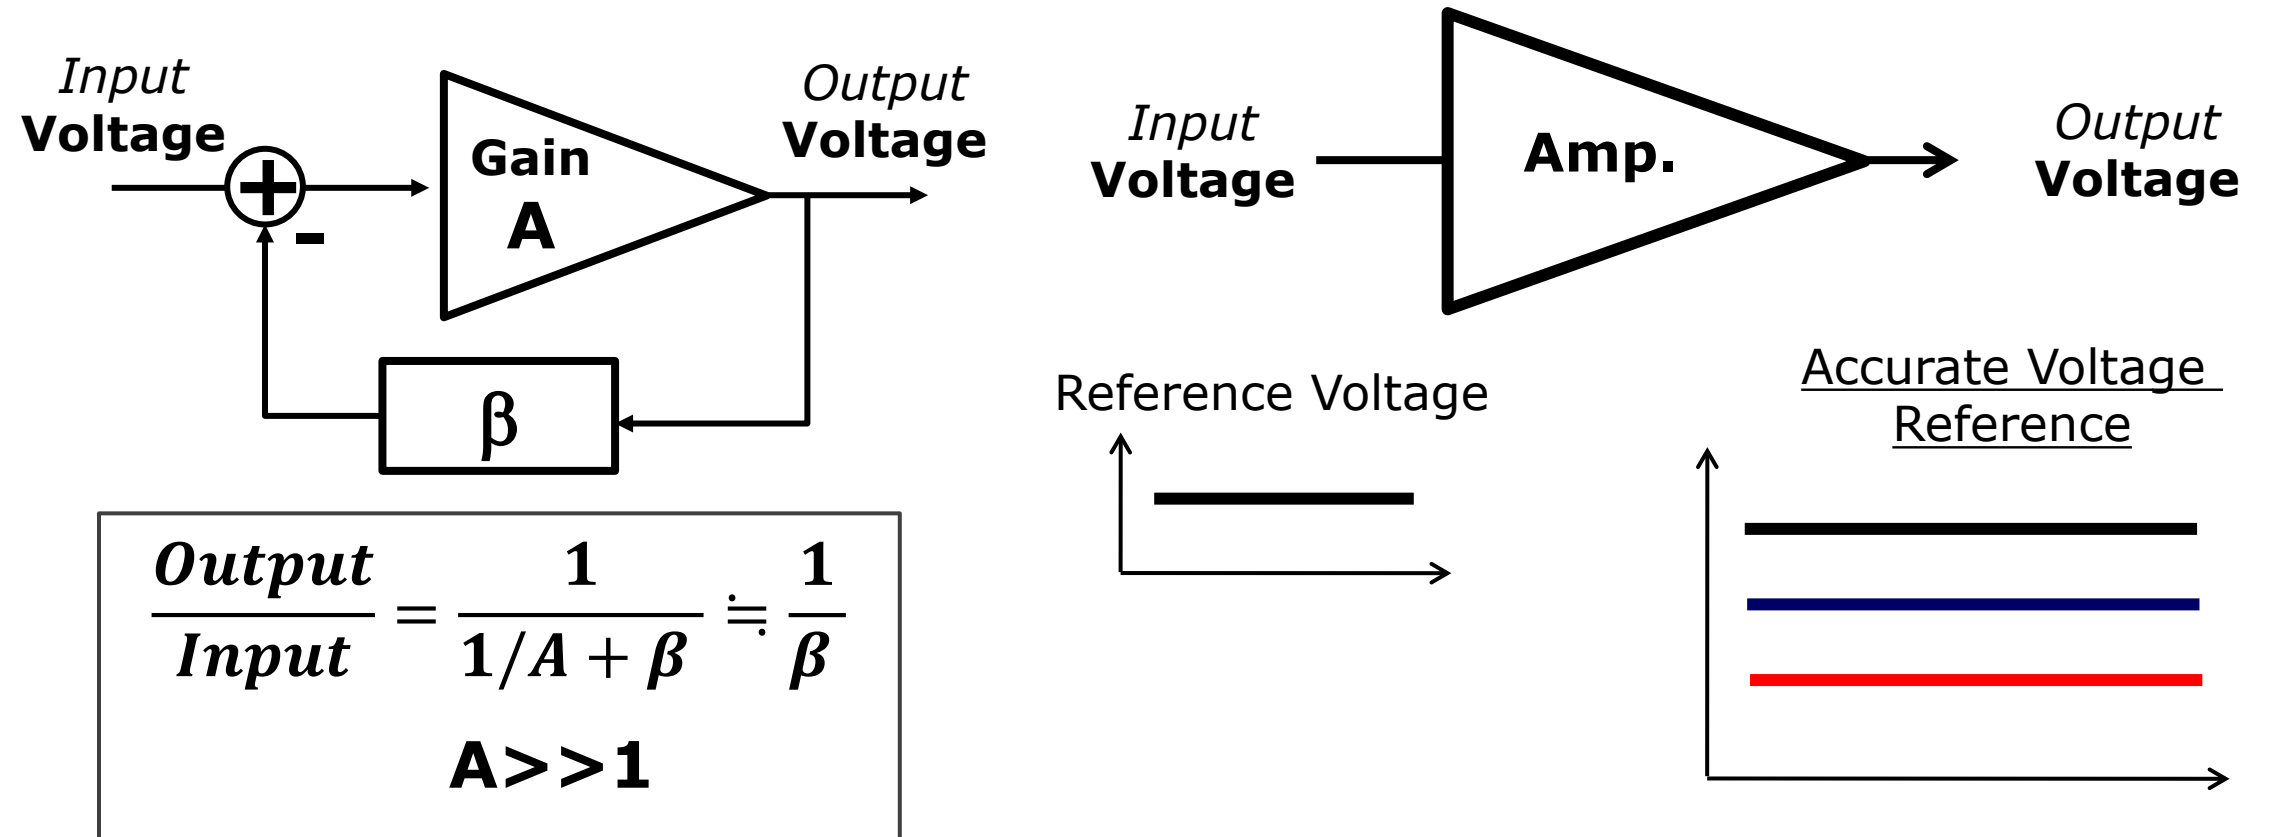 Input
Voltage
+
-
Gain
A
Output
Voltage
β
Output/Input = 1/(1/A + β) ≒ 1/β
A>>1
Input
Voltage
Amp.
Output
Voltage
Reference Voltage
Accurate Voltage
Reference